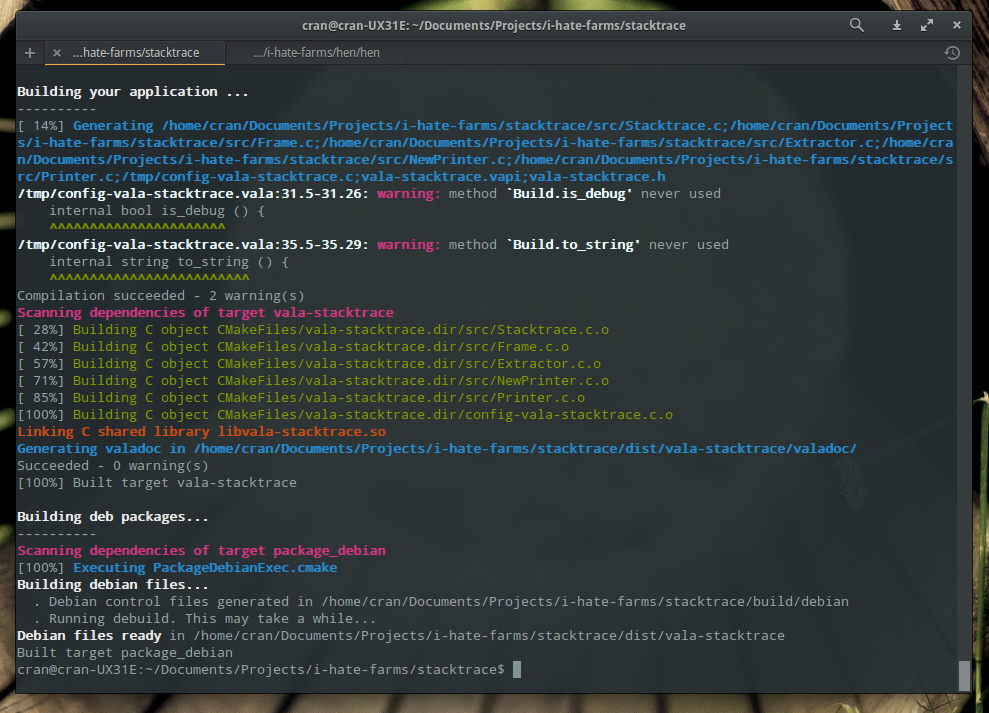 cran@cran-UX31E: ~/Documents/Projects/i-hate-farms/stacktrace
+ × ...hate-farms/stacktrace .../i-hate-farms/hen/hen
Building your application ...
----------
[ 14%] Generating /home/cran/Documents/Projects/i-hate-farms/stacktrace/src/Stacktrace.c;/home/cran/Documents/Project
s/i-hate-farms/stacktrace/src/Frame.c;/home/cran/Documents/Projects/i-hate-farms/stacktrace/src/Extractor.c;/home/cra
n/Documents/Projects/i-hate-farms/stacktrace/src/NewPrinter.c;/home/cran/Documents/Projects/i-hate-farms/stacktrace/s
rc/Printer.c;/tmp/config-vala-stacktrace.c;vala-stacktrace.vapi;vala-stacktrace.h
/tmp/config-vala-stacktrace.vala:31.5-31.26: warning: method `Build.is_debug' never used
    internal bool is_debug () {
    ^^^^^^^^^^^^^^^^^^^^^^
/tmp/config-vala-stacktrace.vala:35.5-35.29: warning: method `Build.to_string' never used
    internal string to_string () {
    ^^^^^^^^^^^^^^^^^^^^^^^^^
Compilation succeeded - 2 warning(s)
Scanning dependencies of target vala-stacktrace
[ 28%] Building C object CMakeFiles/vala-stacktrace.dir/src/Stacktrace.c.o
[ 42%] Building C object CMakeFiles/vala-stacktrace.dir/src/Frame.c.o
[ 57%] Building C object CMakeFiles/vala-stacktrace.dir/src/Extractor.c.o
[ 71%] Building C object CMakeFiles/vala-stacktrace.dir/src/NewPrinter.c.o
[ 85%] Building C object CMakeFiles/vala-stacktrace.dir/src/Printer.c.o
[100%] Building C object CMakeFiles/vala-stacktrace.dir/config-vala-stacktrace.c.o
Linking C shared library libvala-stacktrace.so
Generating valadoc in /home/cran/Documents/Projects/i-hate-farms/stacktrace/dist/vala-stacktrace/valadoc/
Succeeded - 0 warning(s)
[100%] Built target vala-stacktrace
Building deb packages...
----------
Scanning dependencies of target package_debian
[100%] Executing PackageDebianExec.cmake
Building debian files...
  . Debian control files generated in /home/cran/Documents/Projects/i-hate-farms/stacktrace/build/debian
  . Running debuild. This may take a while...
Debian files ready in /home/cran/Documents/Projects/i-hate-farms/stacktrace/dist/vala-stacktrace
Built target package_debian
cran@cran-UX31E:~/Documents/Projects/i-hate-farms/stacktrace$